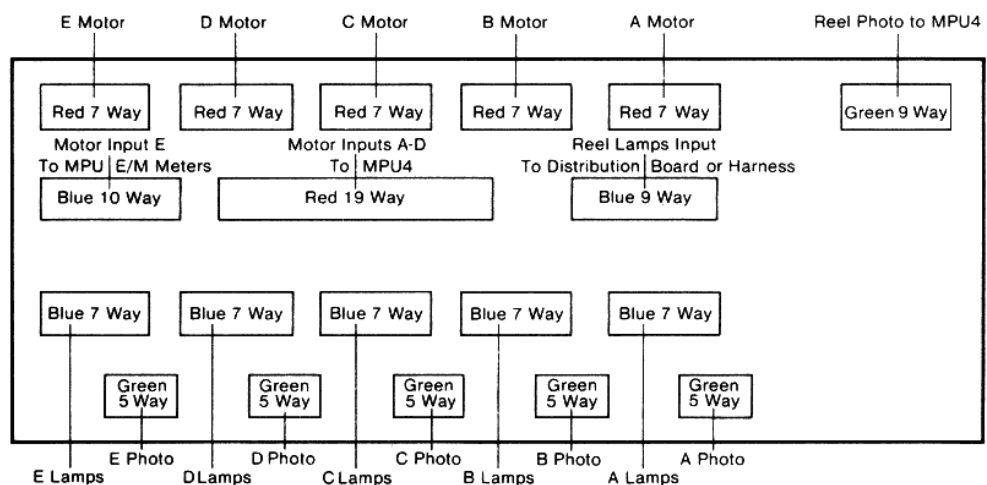 E Motor
D Motor
C Motor
B Motor
A Motor
Reel Photo to MPU4
Red 7 Way
Red 7 Way
Red 7 Way
Red 7 Way
Red 7 Way
Green 9 Way
Motor Input E
To MPU E/M Meters
Motor Inputs A-D
To MPU4
Reel Lamps Input
To Distribution Board or Harness
Blue 10 Way
Red 19 Way
Blue 9 Way
Blue 7 Way
Blue 7 Way
Blue 7 Way
Blue 7 Way
Blue 7 Way
Green
5 Way
Green
5 Way
Green
5 Way
Green
5 Way
Green
5 Way
E Photo
D Photo
C Photo
B Photo
A Photo
E Lamps
D Lamps
C Lamps
B Lamps
A Lamps